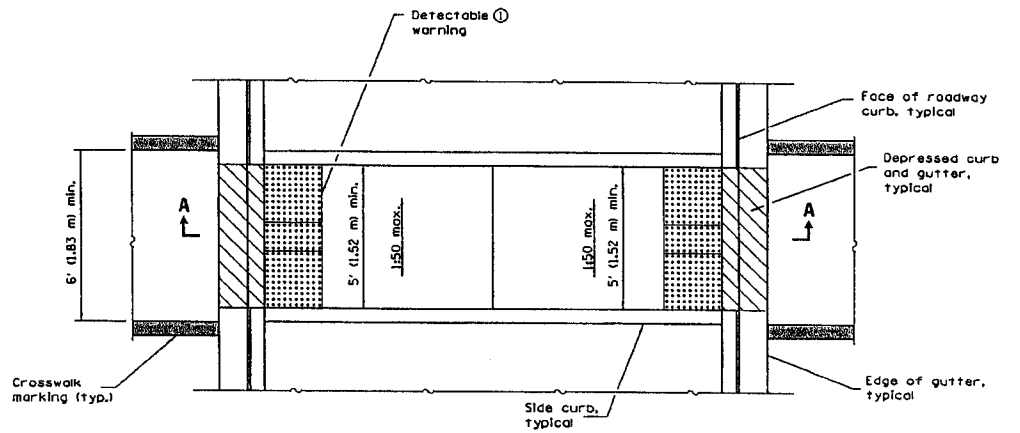 Detectable ①
warning
Face of roadway
curb, typical
Depressed curb
and gutter,
typical
6' (1.83 m) min.
A
5' (1.52 m) min.
1:50 max.
1:50 max.
5' (1.52 m) min.
A
Crosswalk
marking (typ.)
Side curb,
typical
Edge of gutter,
typical